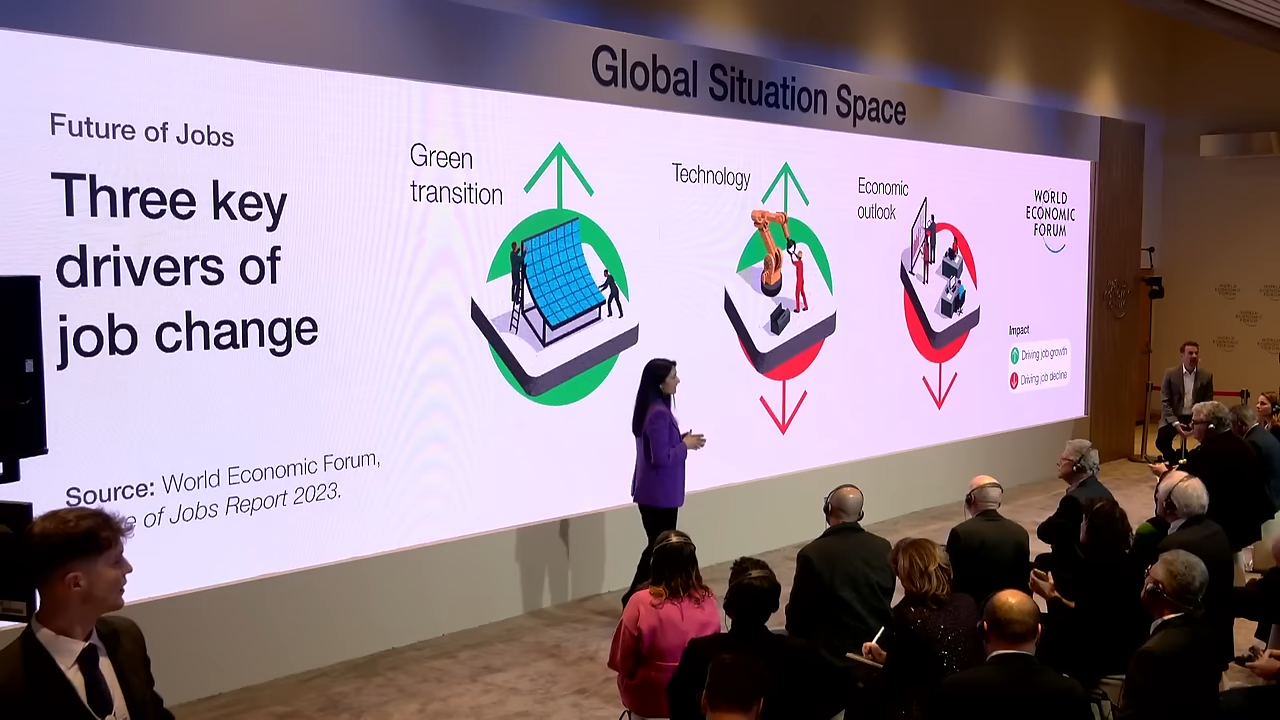 Global Situation Space
Future of Jobs
Three key
drivers of
job change
Source: World Economic Forum,
e of Jobs Report 2023.
Green
transition
Technology
Economic
outlook
WORLD
ECONOMIC
FORUM
Impact
Driving job growth
Driving job decline